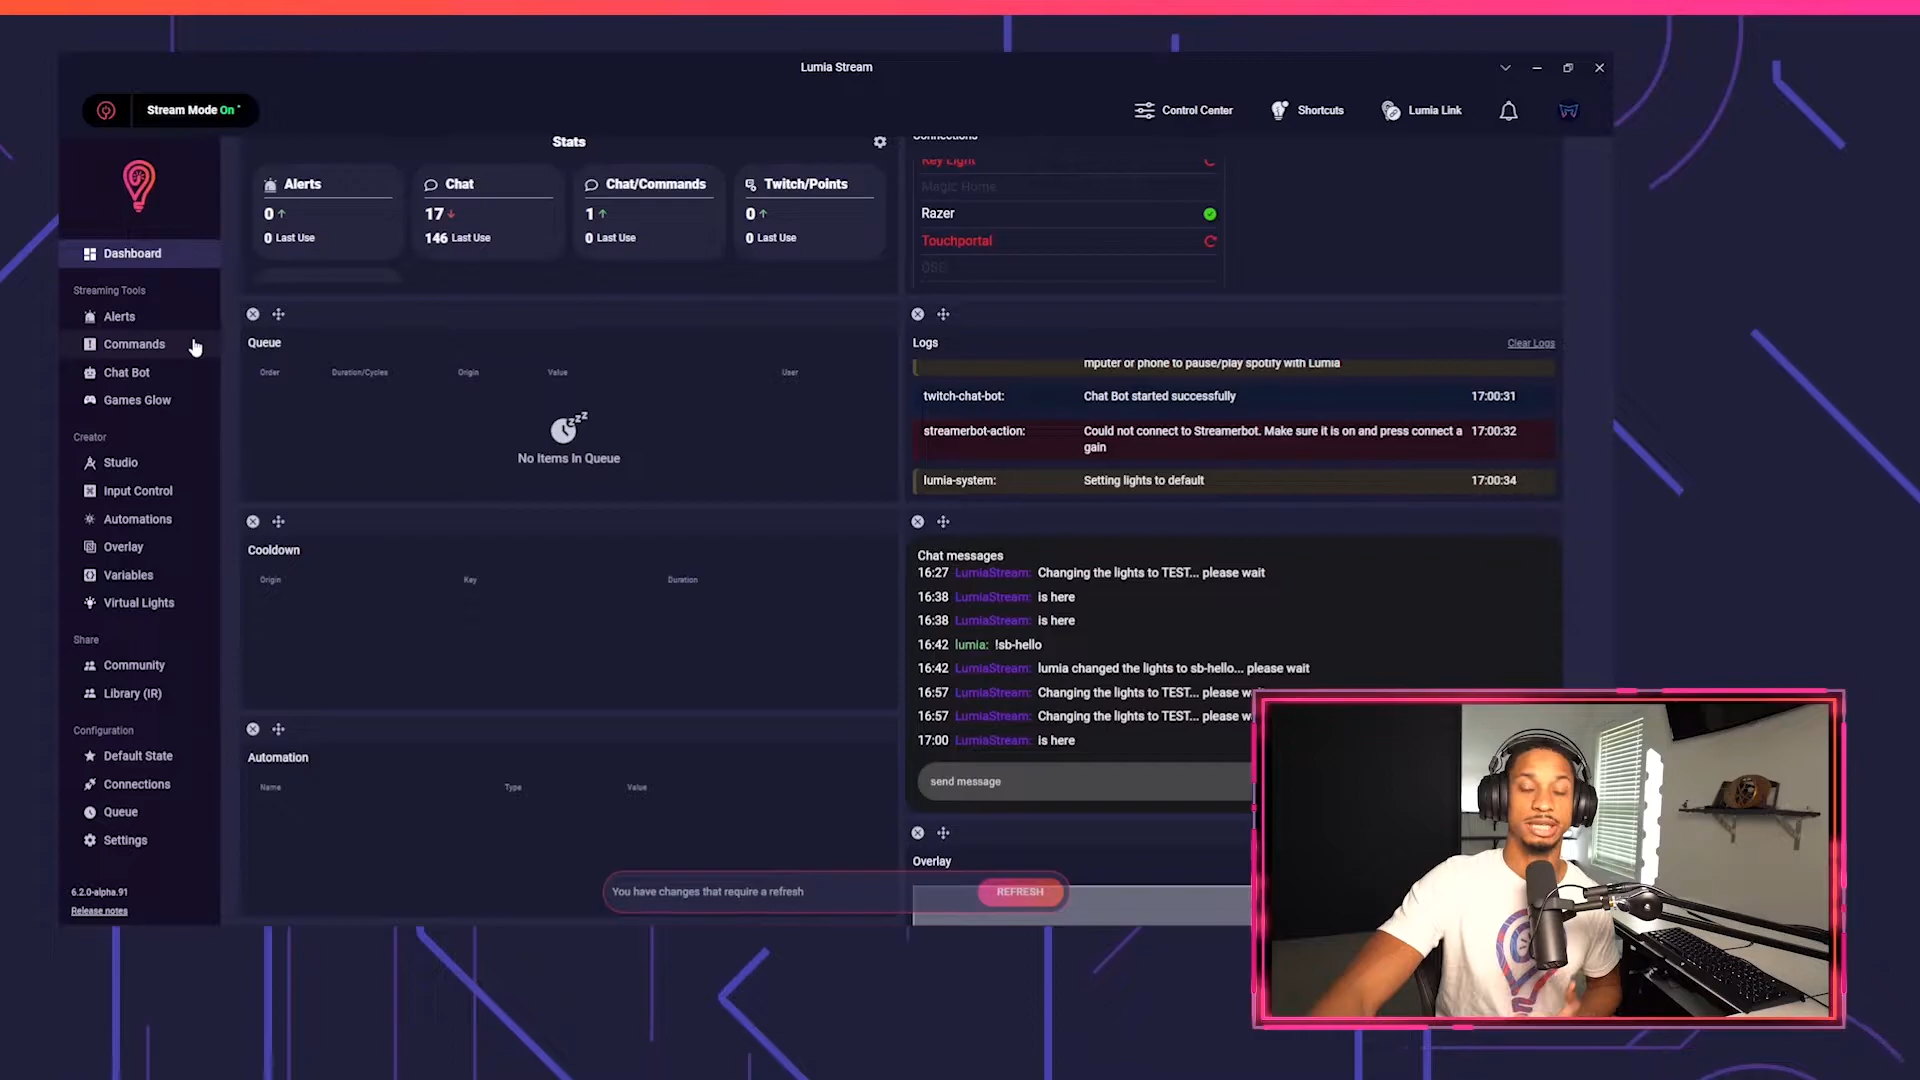 Lumia Stream
Stream Mode On
Control Center
Shortcuts
Lumia Link
Dashboard
Streaming Tools
Alerts
Commands
Chat Bot
Games Glow
Creator
Studio
Input Control
Automations
Overlay
Variables
Virtual Lights
Share
Community
Library (IR)
Configuration
Default State
Connections
Queue
Settings
6.2.0-alpha.91
Release notes
Stats
Alerts
0
0 Last Use
Chat
17
146 Last Use
Chat/Commands
1
0 Last Use
Twitch/Points
0
0 Last Use
Connections
Key Light
Magic Home
Razer
Touchportal
OSC
Queue
Order Duration/Cycles Origin Value User
No Items In Queue
Logs
Clear Logs
mputer or phone to pause/play spotify with Lumia
twitch-chat-bot: Chat Bot started successfully 17:00:31
streamerbot-action: Could not connect to Streamerbot. Make sure it is on and press connect a 17:00:32
gain
lumia-system: Setting lights to default 17:00:34
Cooldown
Origin Key Duration
Chat messages
16:27 LumiaStream: Changing the lights to TEST... please wait
16:38 LumiaStream: is here
16:38 LumiaStream: is here
16:42 lumia: !sb-hello
16:42 LumiaStream: lumia changed the lights to sb-hello... please wait
16:57 LumiaStream: Changing the lights to TEST... please wa
16:57 LumiaStream: Changing the lights to TEST... please w
17:00 LumiaStream: is here
send message
Automation
Name Type Value
Overlay
You have changes that require a refresh
REFRESH